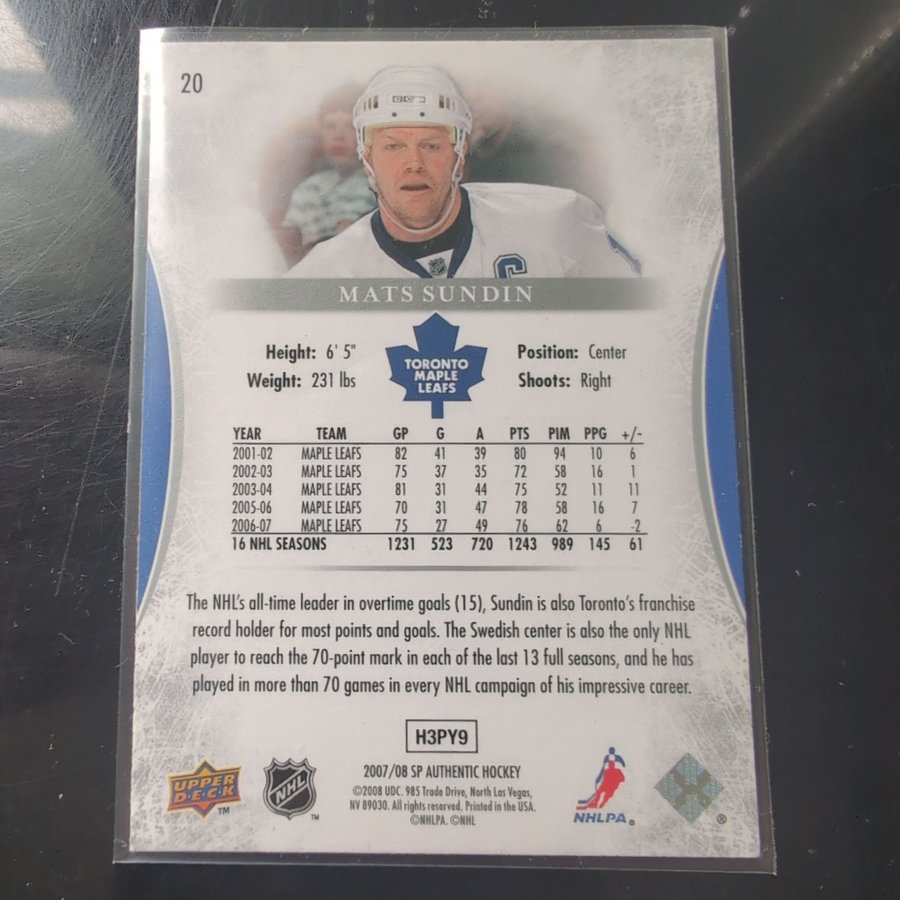 20
CCM
C
MATS SUNDIN
Height: 6' 5"
Weight: 231 lbs
TORONTO
MAPLE
LEAFS
Position: Center
Shoots: Right
YEAR TEAM GP G A PTS PIM PPG +/-
2001-02 MAPLE LEAFS 82 41 39 80 94 10 6
2002-03 MAPLE LEAFS 75 37 35 72 58 16 1
2003-04 MAPLE LEAFS 81 31 44 75 52 11 11
2005-06 MAPLE LEAFS 70 31 47 78 58 16 7
2006-07 MAPLE LEAFS 75 27 49 76 62 6 -2
16 NHL SEASONS 1231 523 720 1243 989 145 61
The NHL's all-time leader in overtime goals (15), Sundin is also Toronto's franchise
record holder for most points and goals. The Swedish center is also the only NHL
player to reach the 70-point mark in each of the last 13 full seasons, and he has
played in more than 70 games in every NHL campaign of his impressive career.
H3PY9
UPPER
D·E·C·K
TM
NHL
TM
2007/08 SP AUTHENTIC HOCKEY
©2008 UDC. 985 Trade Drive, North Las Vegas,
NV 89030. All rights reserved. Printed in the USA.
©NHLPA. ©NHL
NHLPA®
®